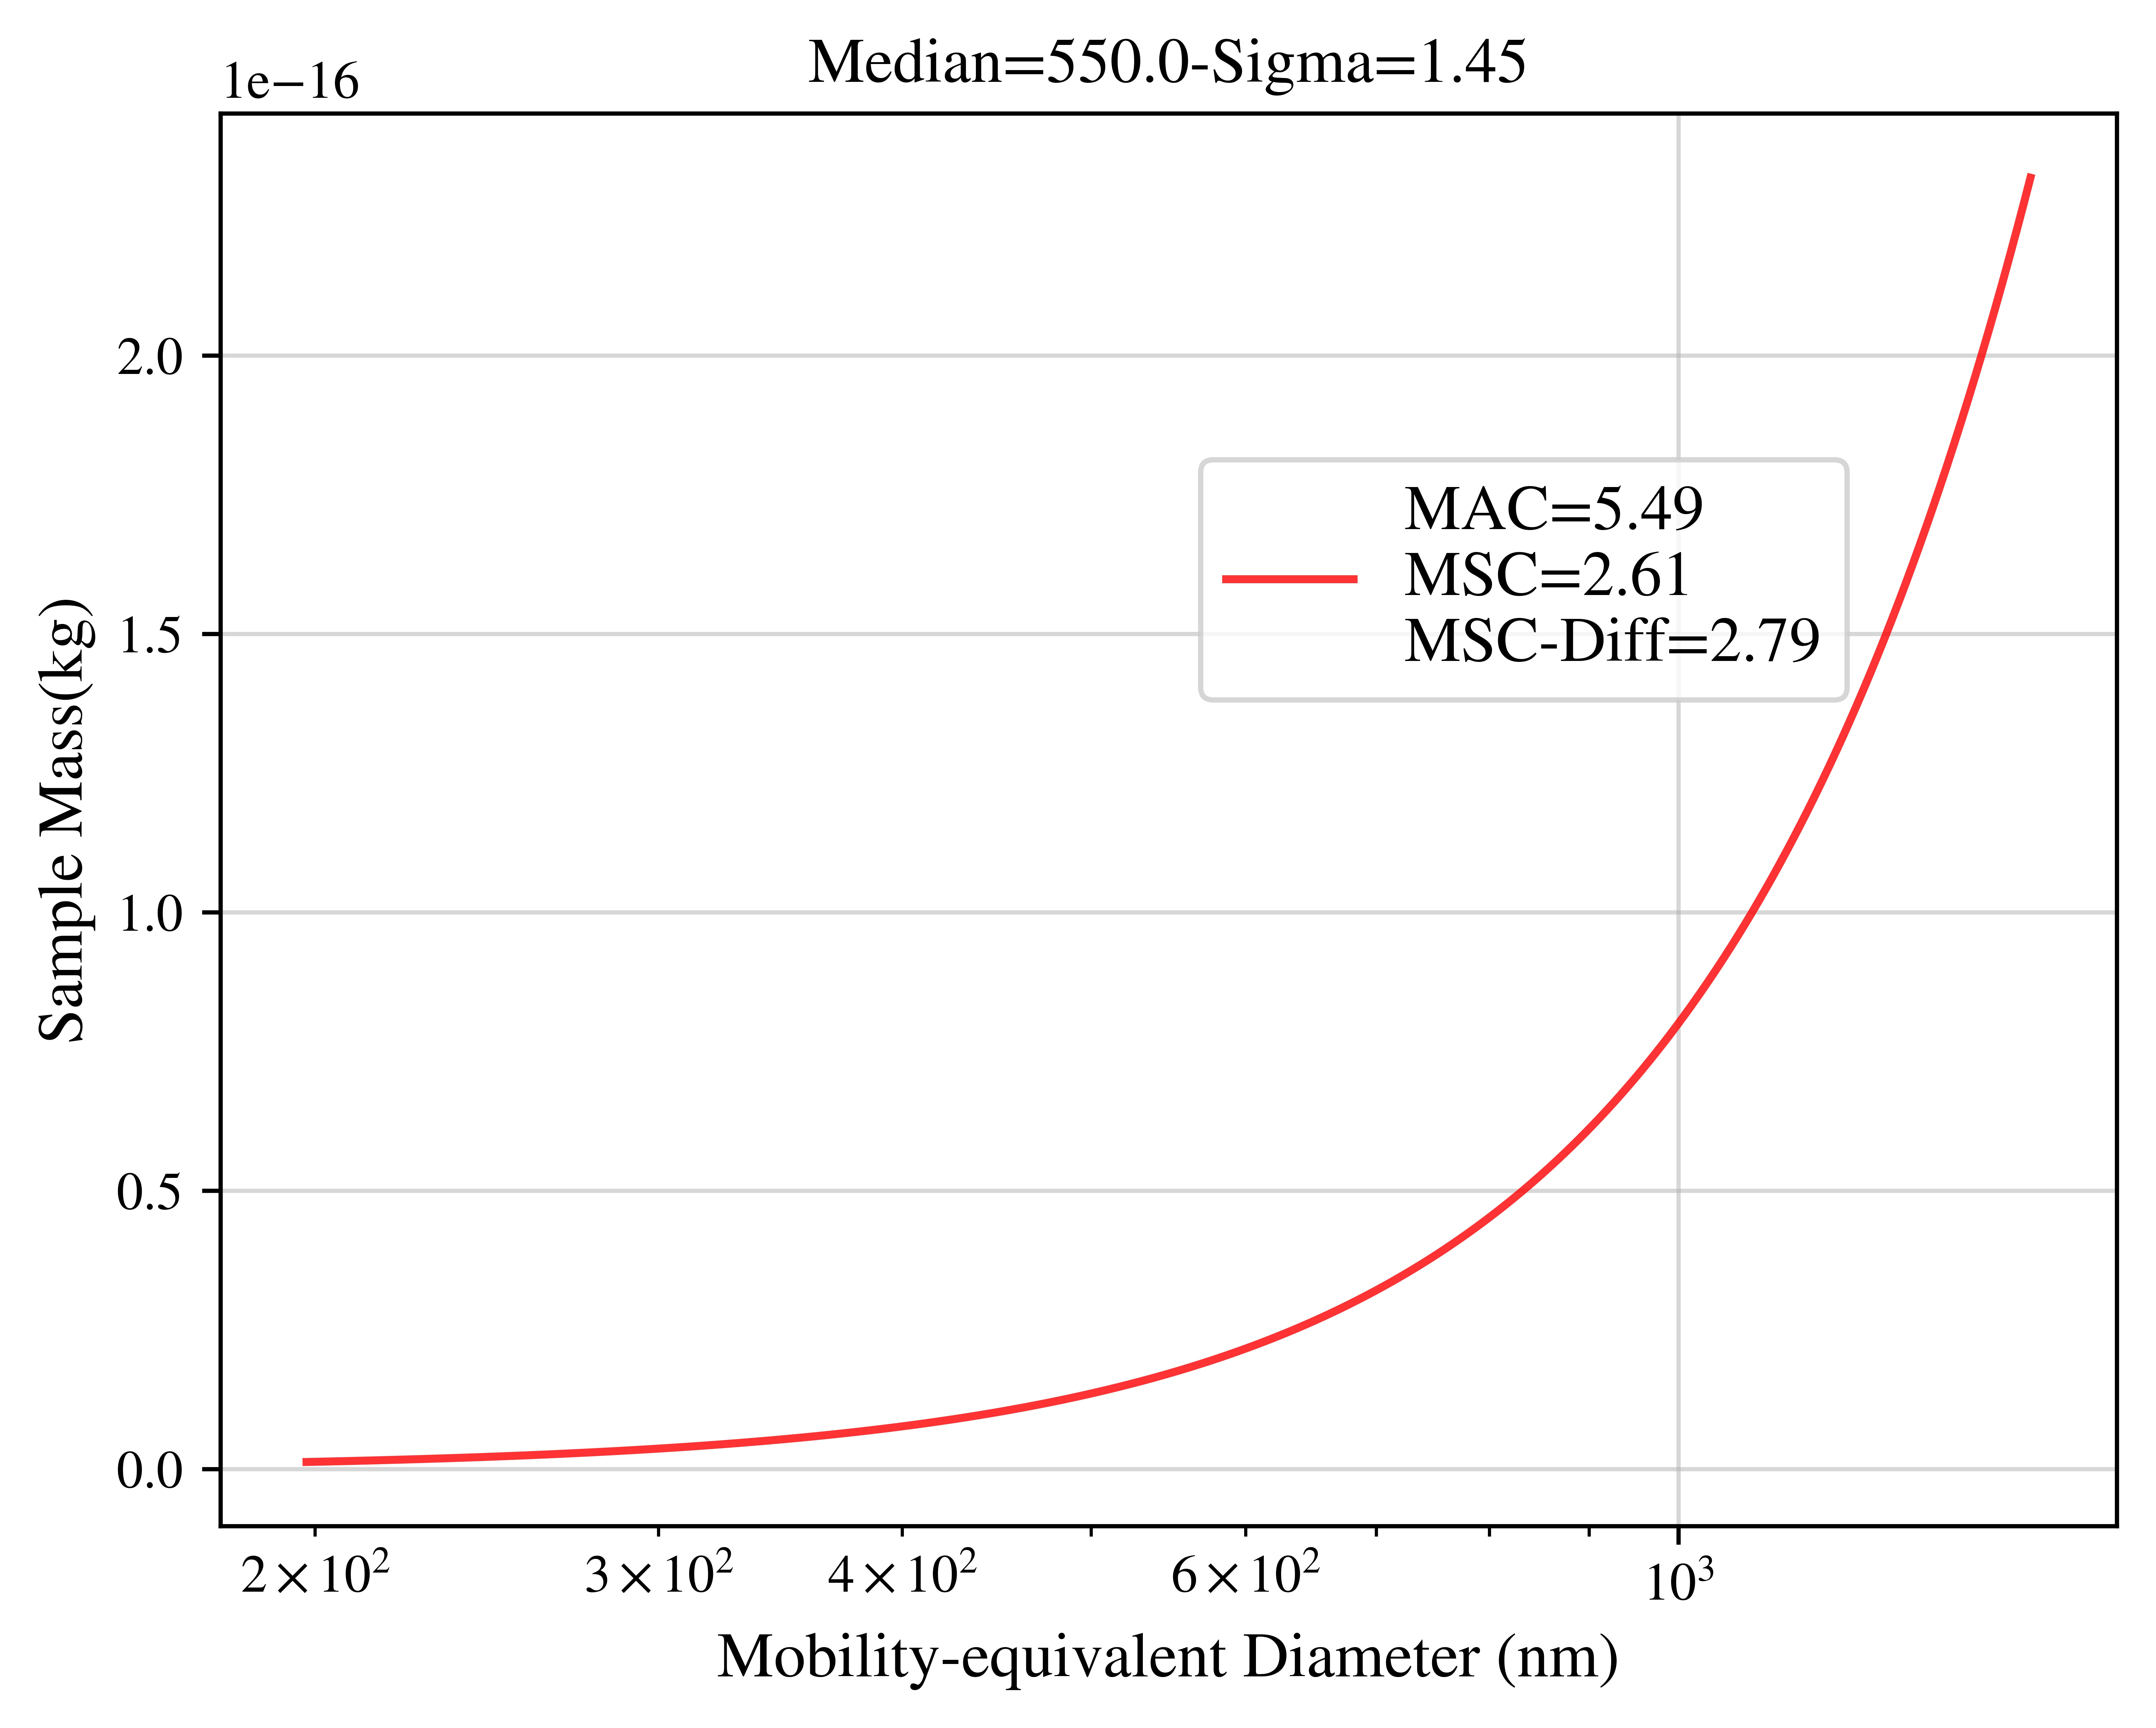 Median=550.0-Sigma=1.45
1e−16
2.0
1.5
1.0
0.5
0.0
Sample Mass(kg)
MAC=5.49
MSC=2.61
MSC-Diff=2.79
2×10²
3×10²
4×10²
6×10²
10³
Mobility-equivalent Diameter (nm)